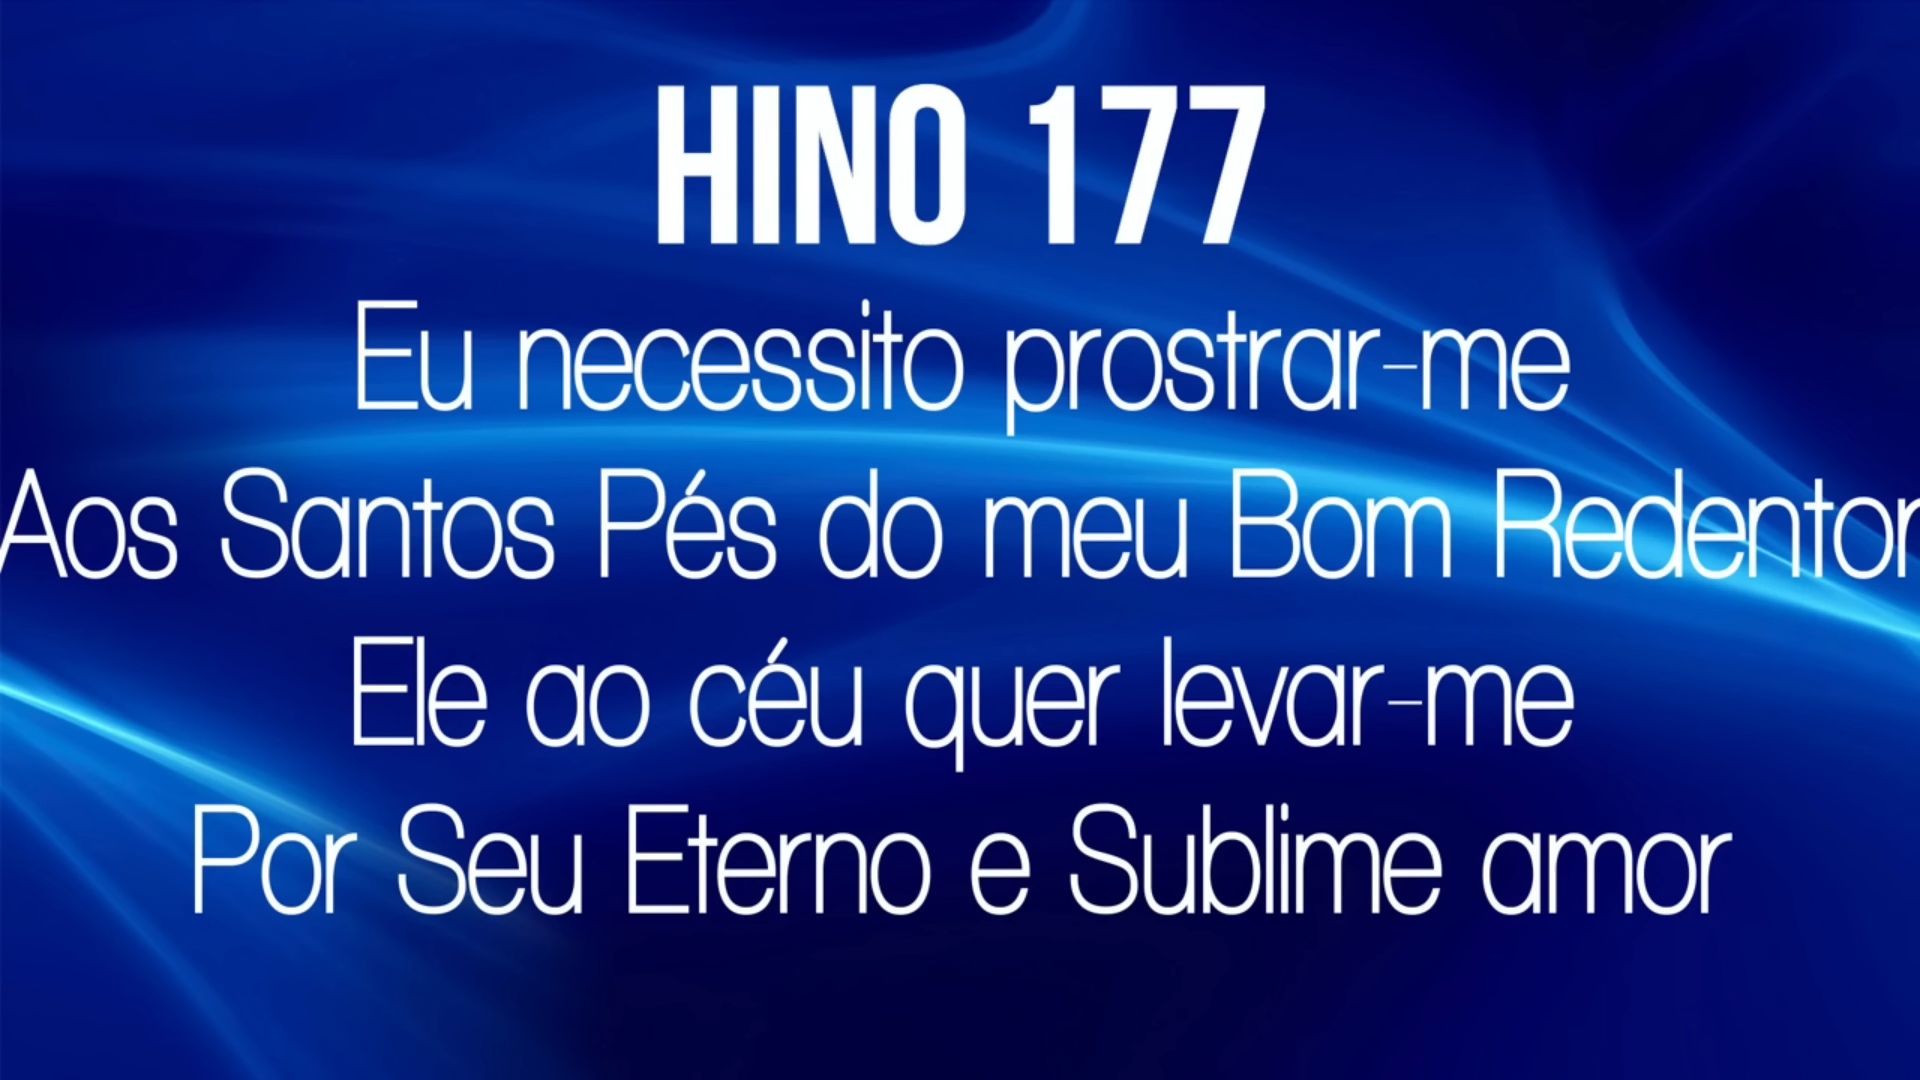 HINO 177
Eu necessito prostrar-me
Aos Santos Pés do meu Bom Redentor
Ele ao céu quer levar-me
Por Seu Eterno e Sublime amor